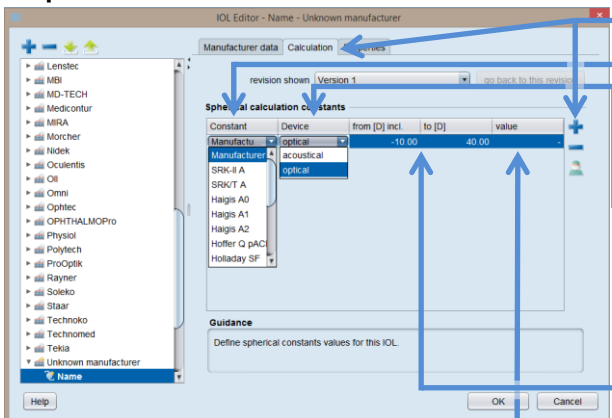 IOL Editor - Name - Unknown manufacturer
Manufacturer data
Calculation
revision shown
Version 1
go back to this revision
Spherical calculation constants
Constant
Device
from [D] incl.
to [D]
value
Manufactu
optical
-10.00
40.00
-
Manufacturer
SRK-II A
SRK/T A
Haigis A0
Haigis A1
Haigis A2
Hoffer Q pACD
Holladay SF
acoustical
optical
Guidance
Define spherical constants values for this IOL.
Lenstec
MBI
MD-TECH
Medicontur
MIRA
Morcher
Nidek
Oculentis
OII
Omni
Ophtec
OPHTHALMOPro
Physiol
Polytech
ProOptik
Rayner
Soleko
Staar
Technoko
Technomed
Tekia
Unknown manufacturer
Name
Help
OK
Cancel